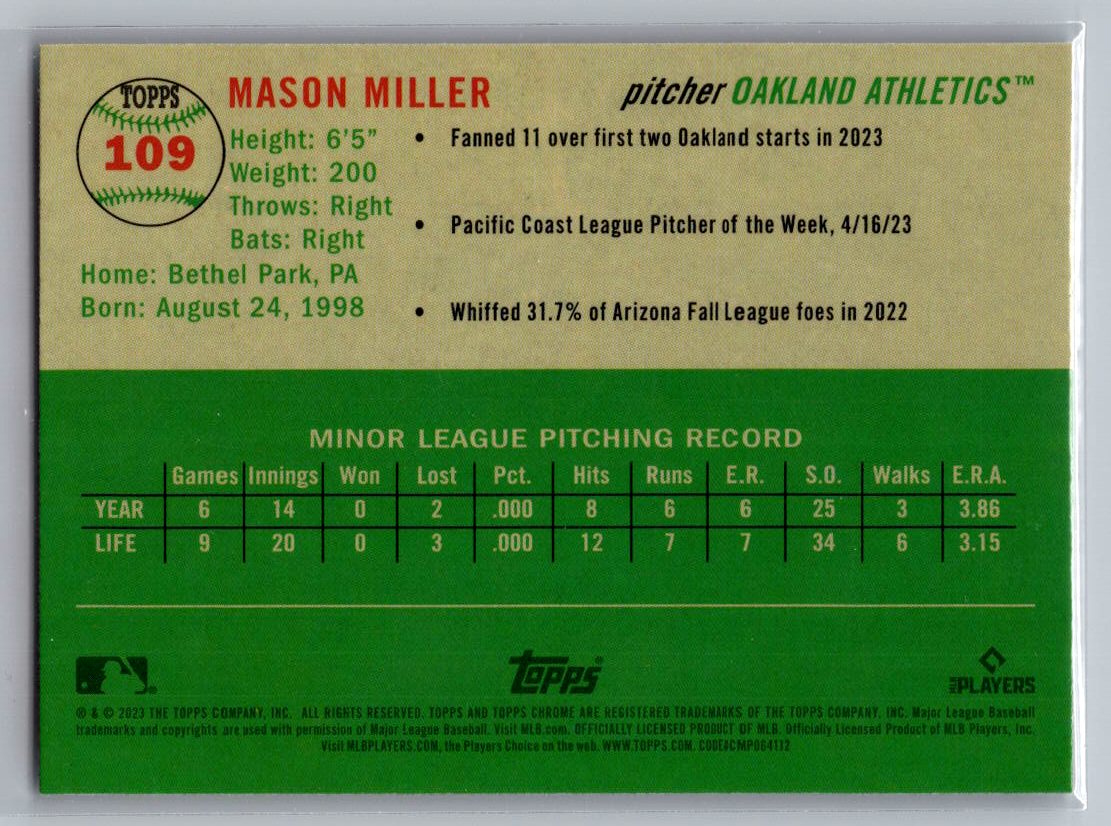 TOPPS
109
MASON MILLER
pitcher OAKLAND ATHLETICS™
Height: 6'5"
Weight: 200
Throws: Right
Bats: Right
Home: Bethel Park, PA
Born: August 24, 1998
• Fanned 11 over first two Oakland starts in 2023
• Pacific Coast League Pitcher of the Week, 4/16/23
• Whiffed 31.7% of Arizona Fall League foes in 2022
MINOR LEAGUE PITCHING RECORD
Games Innings Won Lost Pct. Hits Runs E.R. S.O. Walks E.R.A.
YEAR 6 14 0 2 .000 8 6 6 25 3 3.86
LIFE 9 20 0 3 .000 12 7 7 34 6 3.15
topps®
MLB PLAYERS
® & © 2023 THE TOPPS COMPANY, INC. ALL RIGHTS RESERVED. TOPPS AND TOPPS CHROME ARE REGISTERED TRADEMARKS OF THE TOPPS COMPANY, INC. Major League Baseball
trademarks and copyrights are used with permission of Major League Baseball. Visit MLB.com. OFFICIALLY LICENSED PRODUCT OF MLB. Officially Licensed Product of MLB Players, Inc.
Visit MLBPLAYERS.COM, the Players Choice on the web. WWW.TOPPS.COM. CODE#CMP064112